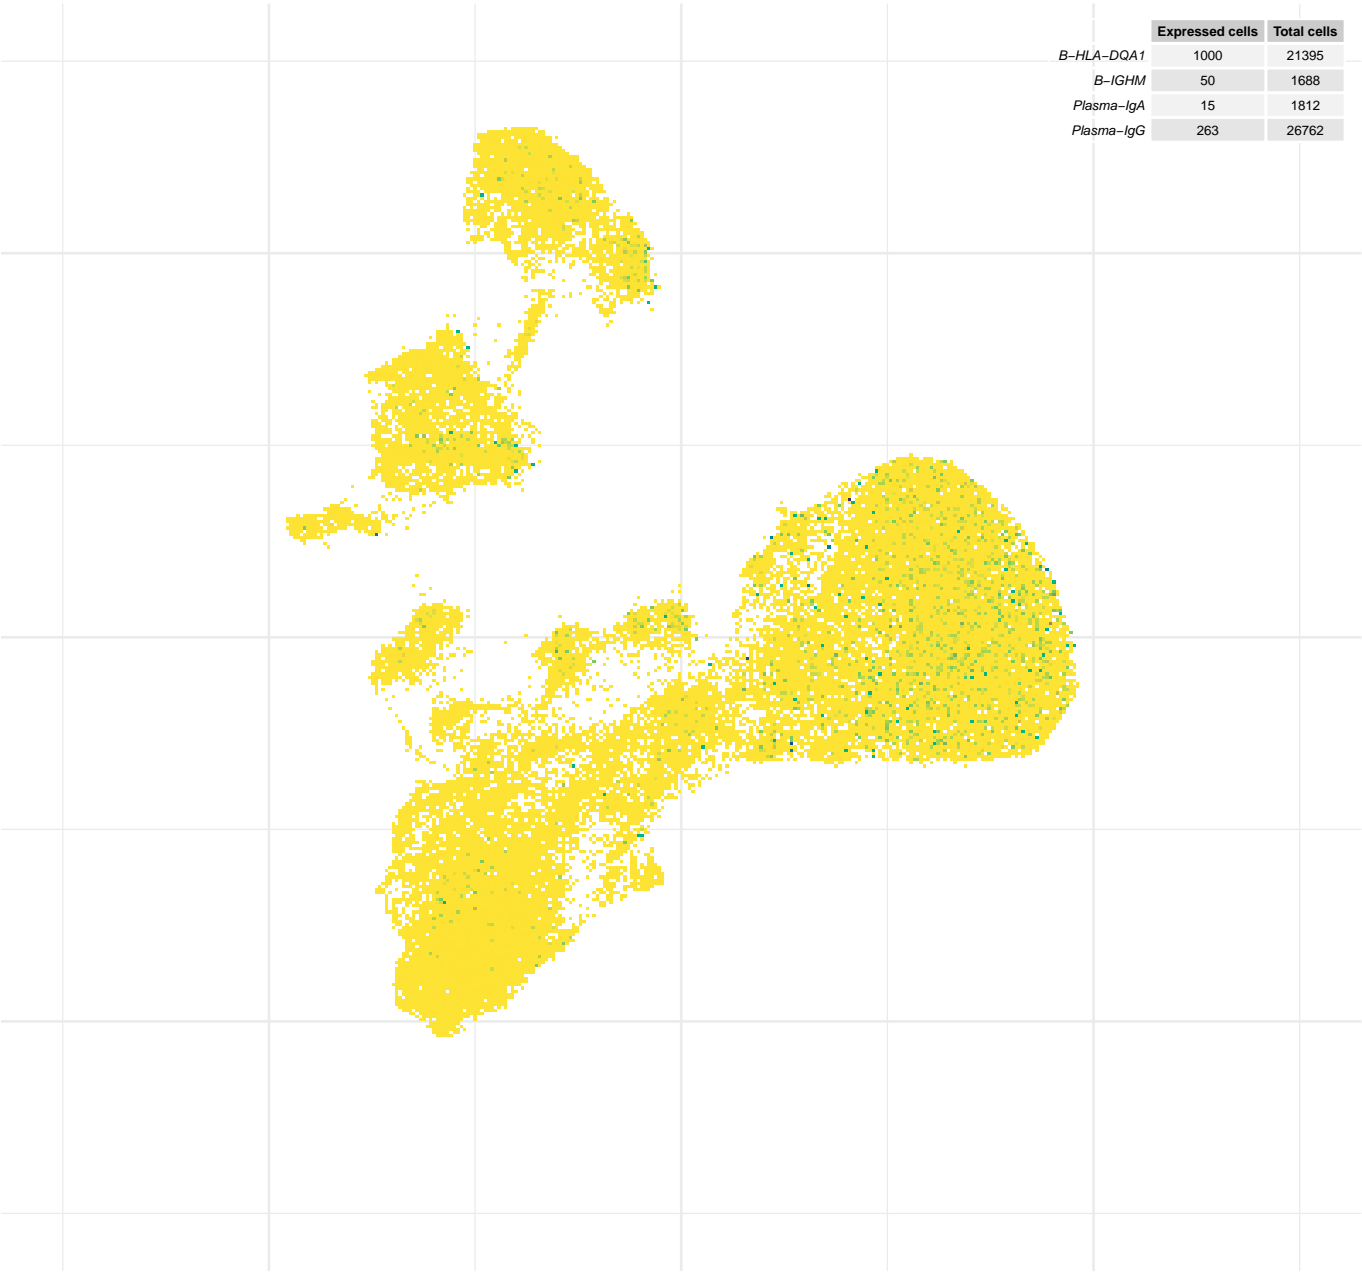 Expressed cells Total cells
B−HLA−DQA1 1000 21395
B−IGHM 50 1688
Plasma−IgA 15 1812
Plasma−IgG 263 26762